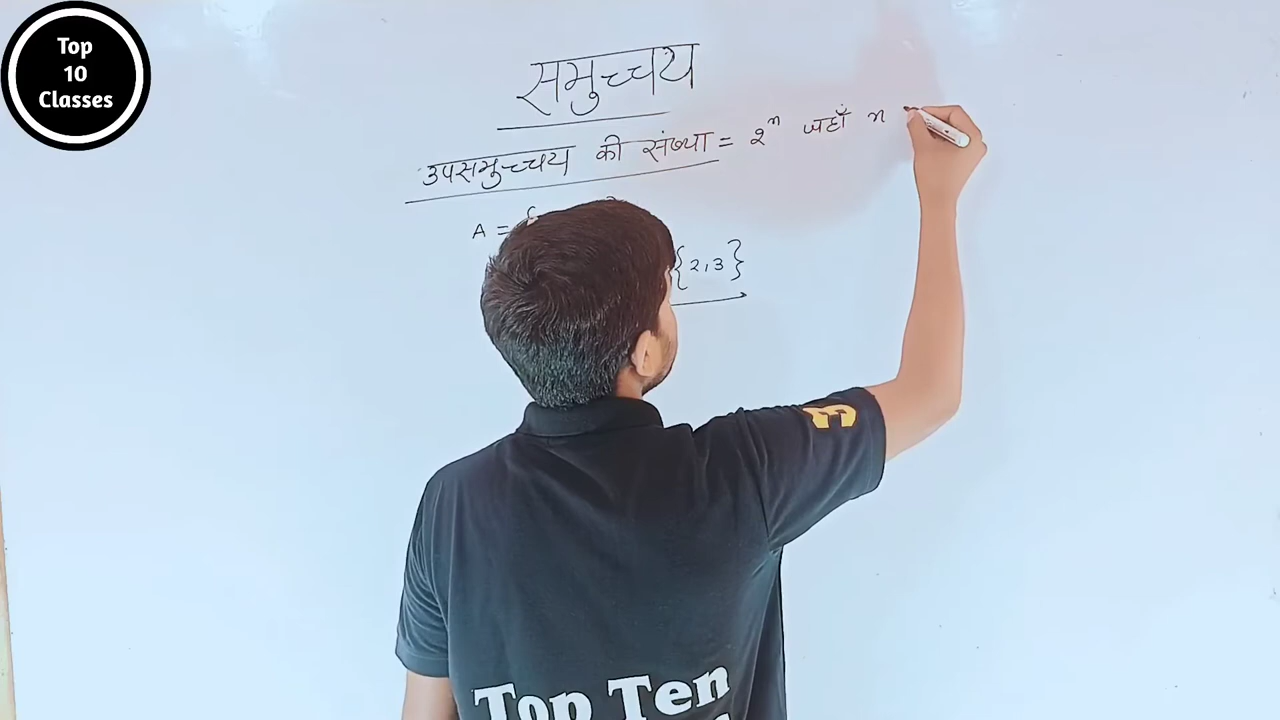 Top
10
Classes
समुच्चय
उपसमुच्चय की संख्या = 2ⁿ जहाँ n
A = {
{2,3}
Top Ten